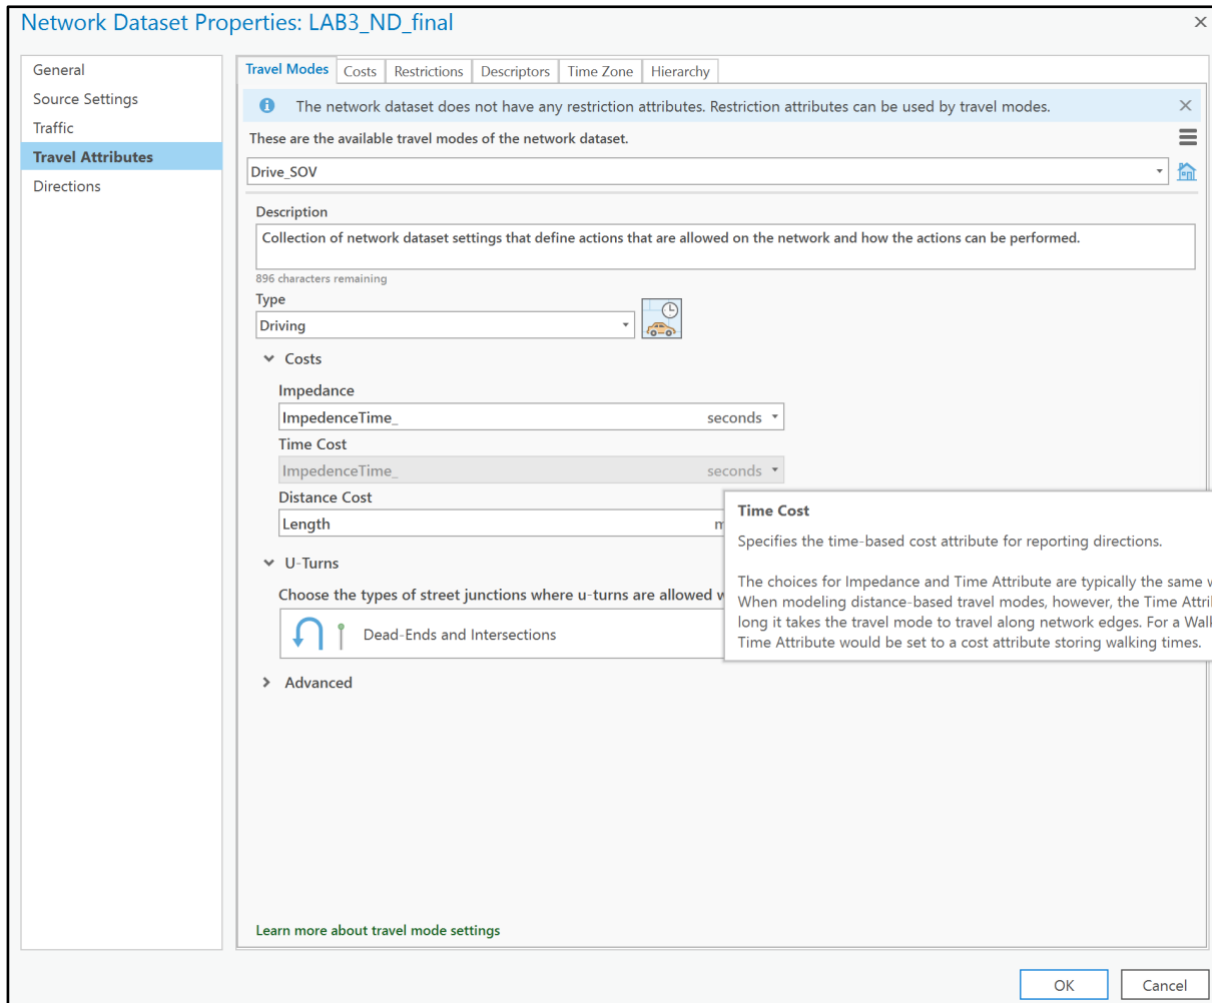 Network Dataset Properties: LAB3_ND_final
General
Source Settings
Traffic
Travel Attributes
Directions
Travel Modes
Costs
Restrictions
Descriptors
Time Zone
Hierarchy
The network dataset does not have any restriction attributes. Restriction attributes can be used by travel modes.
These are the available travel modes of the network dataset.
Drive_SOV
Description
Collection of network dataset settings that define actions that are allowed on the network and how the actions can be performed.
896 characters remaining
Type
Driving
Costs
Impedance
ImpedenceTime_ seconds
Time Cost
ImpedenceTime_ seconds
Distance Cost
Length
U-Turns
Choose the types of street junctions where u-turns are allowed
Dead-Ends and Intersections
Time Cost
Specifies the time-based cost attribute for reporting directions.
The choices for Impedance and Time Attribute are typically the same
When modeling distance-based travel modes, however, the Time
long it takes the travel mode to travel along network edges. For a
Time Attribute would be set to a cost attribute storing walking times.
Advanced
Learn more about travel mode settings
OK
Cancel